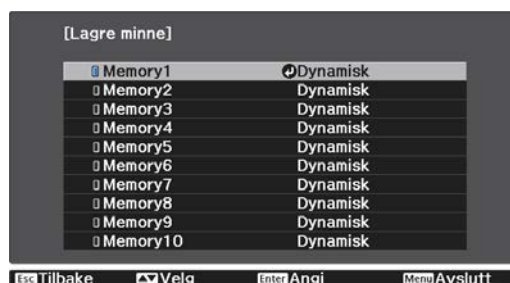 [Lagre minne]
Memory1 Dynamisk
Memory2 Dynamisk
Memory3 Dynamisk
Memory4 Dynamisk
Memory5 Dynamisk
Memory6 Dynamisk
Memory7 Dynamisk
Memory8 Dynamisk
Memory9 Dynamisk
Memory10 Dynamisk
Esc Tilbake Velg Enter Angi Menu Avslutt